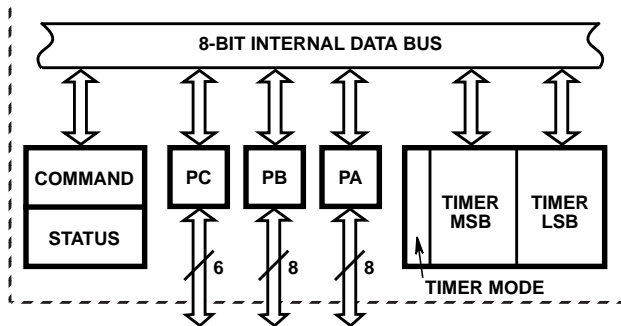 8-BIT INTERNAL DATA BUS
COMMAND
STATUS
PC
PB
PA
TIMER
MSB
TIMER
LSB
6
8
8
TIMER MODE